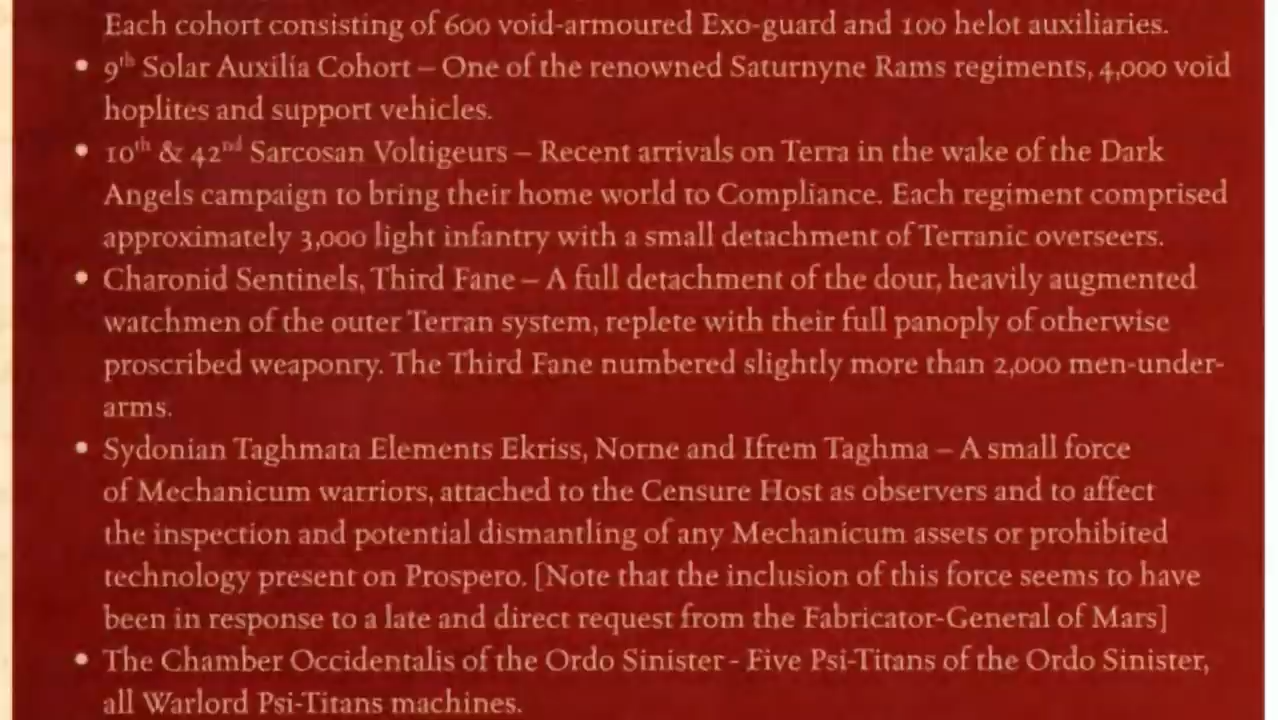 Each cohort consisting of 600 void-armoured Exo-guard and 100 helot auxiliaries.
• 9th Solar Auxilia Cohort – One of the renowned Saturnyne Rams regiments, 4,000 void
hoplites and support vehicles.
• 10th & 42nd Sarcosan Voltigeurs – Recent arrivals on Terra in the wake of the Dark
Angels campaign to bring their home world to Compliance. Each regiment comprised
approximately 3,000 light infantry with a small detachment of Terranic overseers.
• Charonid Sentinels, Third Fane – A full detachment of the dour, heavily augmented
watchmen of the outer Terran system, replete with their full panoply of otherwise
proscribed weaponry. The Third Fane numbered slightly more than 2,000 men-under-
arms.
• Sydonian Taghmata Elements Ekriss, Norne and Ifrem Taghma – A small force
of Mechanicum warriors, attached to the Censure Host as observers and to affect
the inspection and potential dismantling of any Mechanicum assets or prohibited
technology present on Prospero. [Note that the inclusion of this force seems to have
been in response to a late and direct request from the Fabricator-General of Mars]
• The Chamber Occidentalis of the Ordo Sinister - Five Psi-Titans of the Ordo Sinister,
all Warlord Psi-Titans machines.